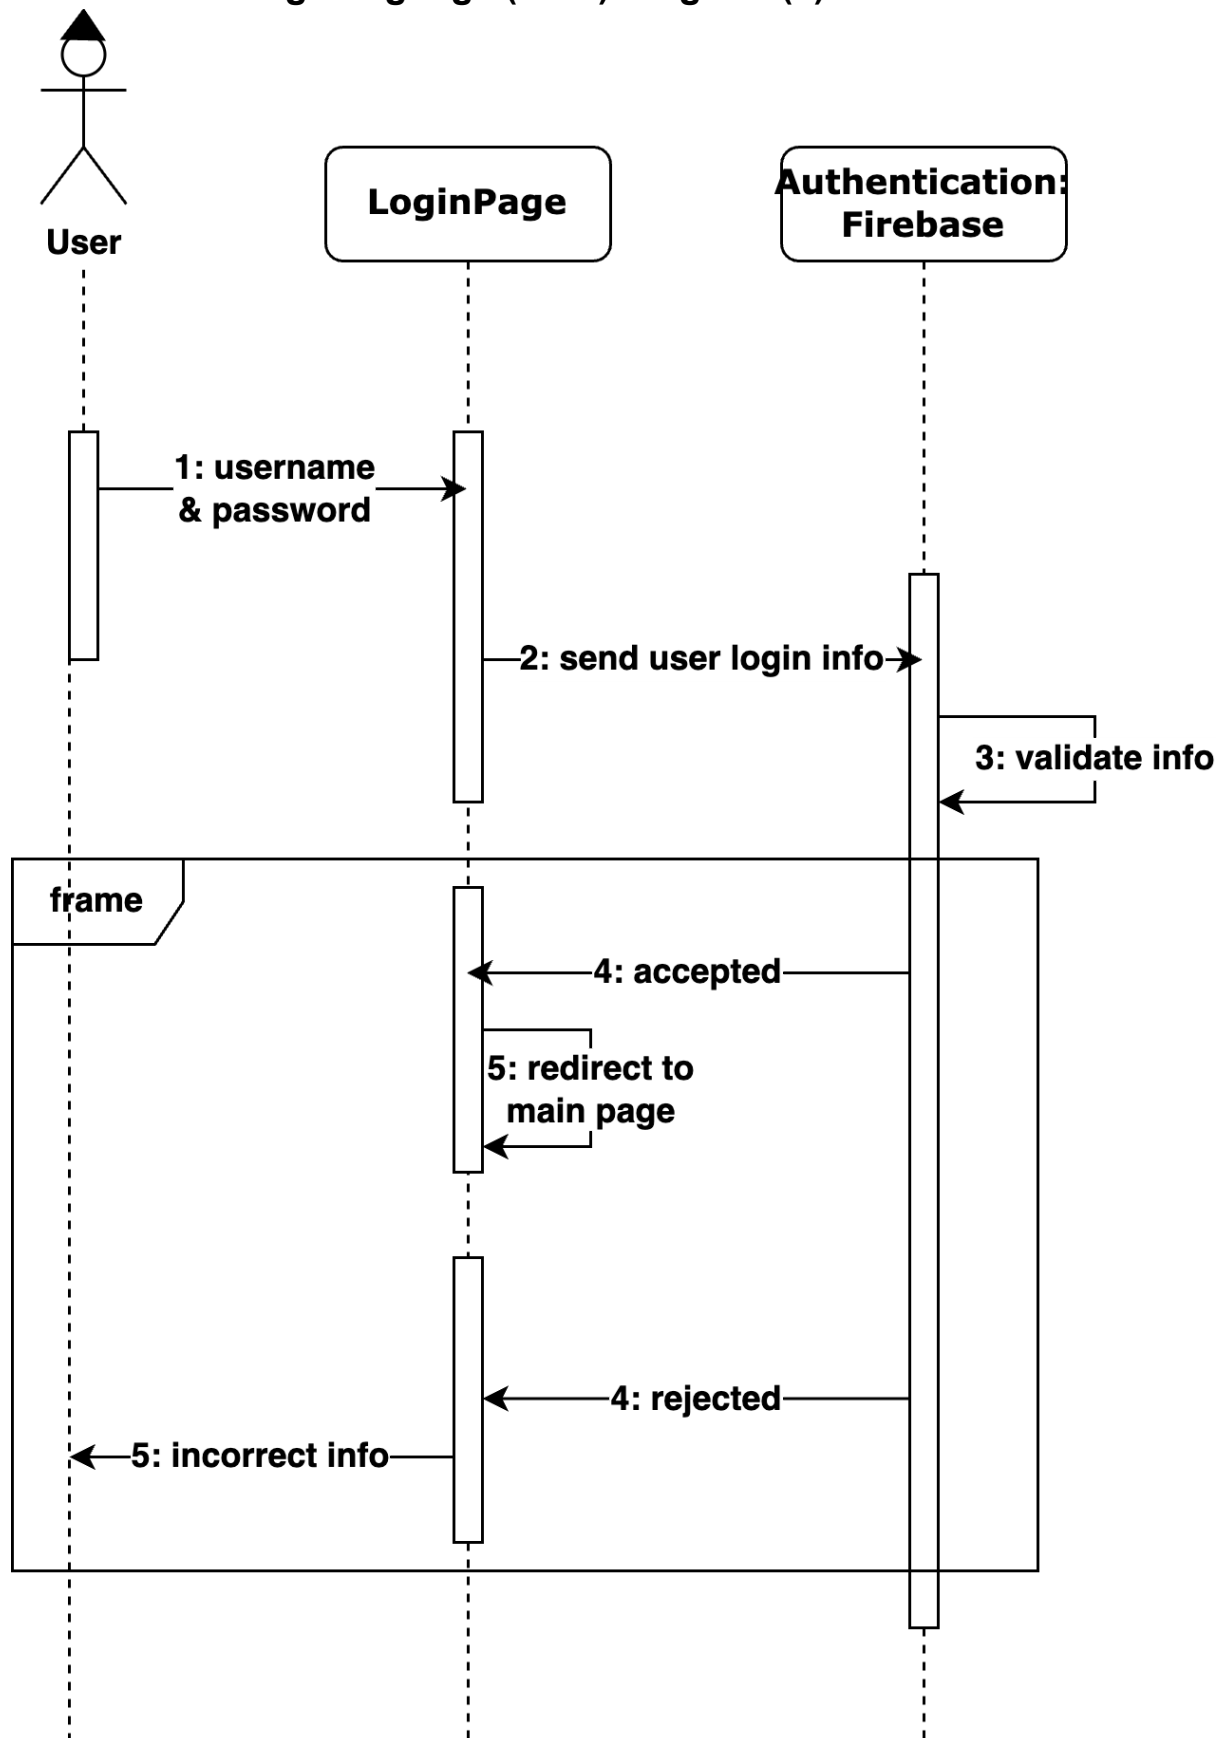 User
LoginPage
Authentication:
Firebase
1: username
& password
2: send user login info
3: validate info
frame
4: accepted
5: redirect to
main page
4: rejected
5: incorrect info